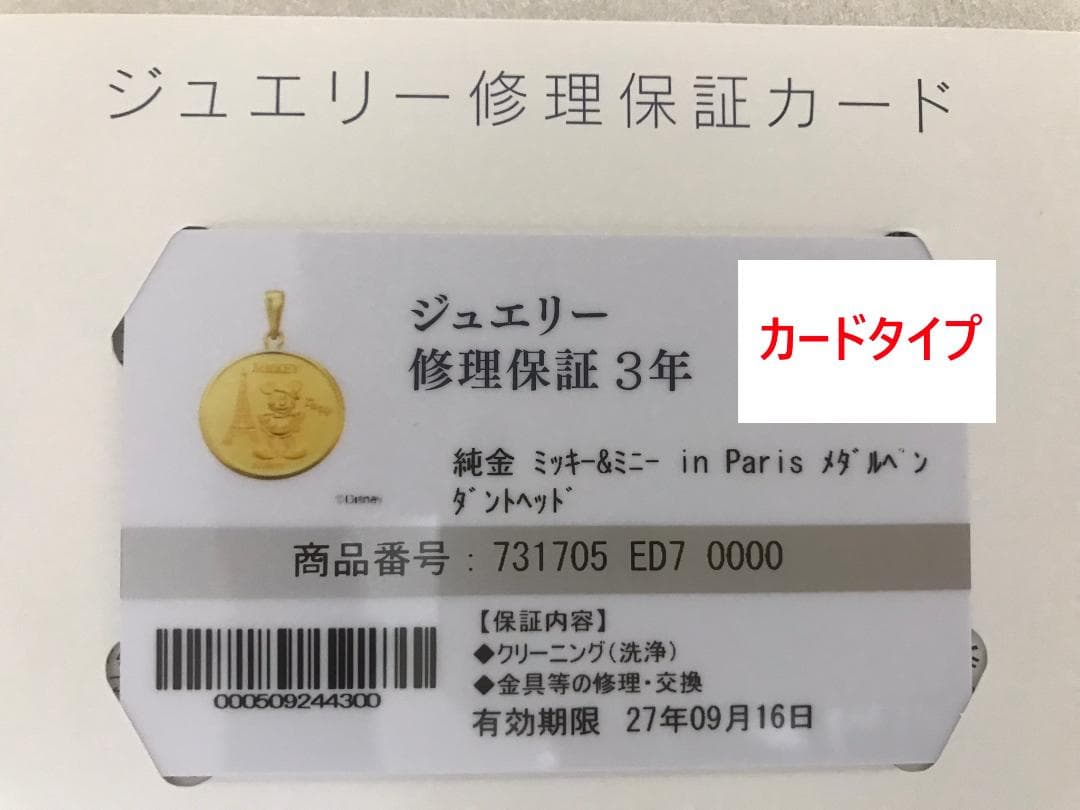 ジュエリー修理保証カード
ジュエリー
修理保証３年
カードタイプ
純金 ﾐｯｷｰ&ﾐﾆｰ in Paris ﾒﾀﾞﾙﾍﾟﾝ
ﾀﾞﾝﾄﾍｯﾄﾞ
MICKEY
Paris
©Disney
商品番号：731705 ED7 0000
【保証内容】
◆クリーニング（洗浄）
◆金具等の修理・交換
有効期限 27年09月16日
000509244300